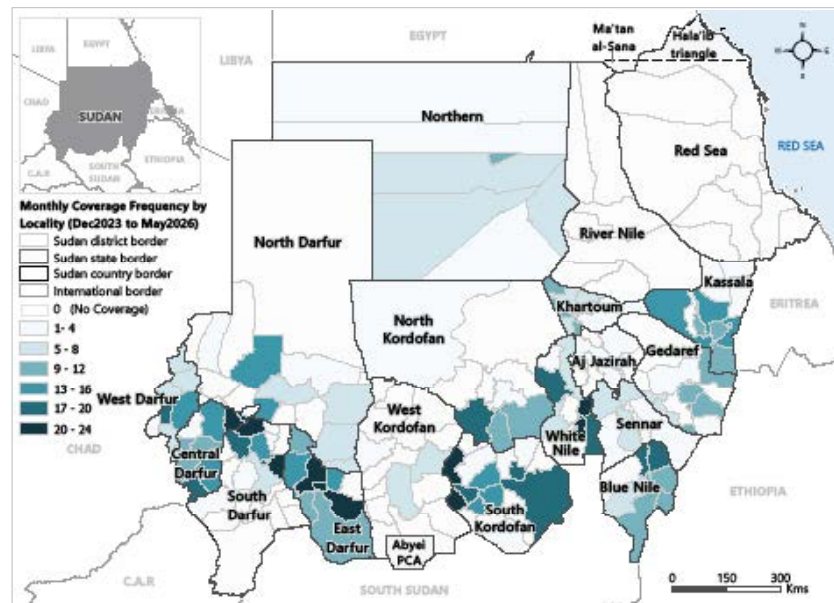 LIBYA
EGYPT
CHAD
SUDAN
ERITREA
C.A.R
SOUTH
SUDAN
ETHIOPIA
Monthly Coverage Frequency by
Locality (Dec2023 to May2026)
Sudan district border
Sudan state border
Sudan country border
International border
0 (No Coverage)
1- 4
5 - 8
9 - 12
13 - 16
17 - 20
20 - 24
EGYPT
LIBYA
Ma'tan
al-Sana
Hala'ib
triangle
N
W
E
S
RED SEA
Northern
Red Sea
River Nile
North Darfur
Kassala
ERITREA
Khartoum
North
Kordofan
Gedaref
Aj Jazirah
West Darfur
West
Kordofan
White
Nile
Sennar
CHAD
Central
Darfur
Blue Nile
South
Darfur
South
Kordofan
ETHIOPIA
East
Darfur
Abyei
PCA
C.A.R
SOUTH SUDAN
0 150 300
Kms